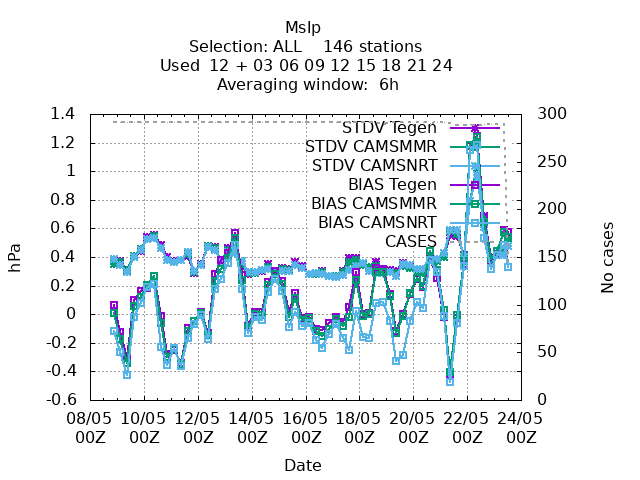 Mslp
Selection: ALL    146 stations
Used  12 + 03 06 09 12 15 18 21 24
Averaging window:  6h
1.4
1.2
1
0.8
0.6
0.4
0.2
0
-0.2
-0.4
-0.6
hPa
300
250
200
150
100
50
0
No cases
STDV Tegen
STDV CAMSMMR
STDV CAMSNRT
BIAS Tegen
BIAS CAMSMMR
BIAS CAMSNRT
CASES
08/05 10/05 12/05 14/05 16/05 18/05 20/05 22/05 24/05
00Z 00Z 00Z 00Z 00Z 00Z 00Z 00Z 00Z
Date